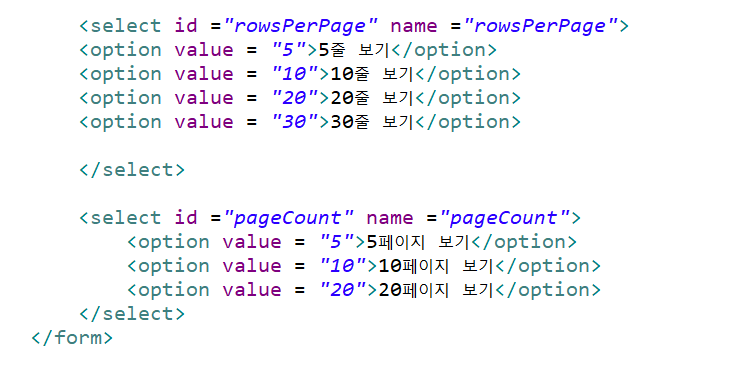 <select id ="rowsPerPage" name ="rowsPerPage">
<option value = "5">5줄 보기</option>
<option value = "10">10줄 보기</option>
<option value = "20">20줄 보기</option>
<option value = "30">30줄 보기</option>
</select>
<select id ="pageCount" name ="pageCount">
<option value = "5">5페이지 보기</option>
<option value = "10">10페이지 보기</option>
<option value = "20">20페이지 보기</option>
</select>
</form>